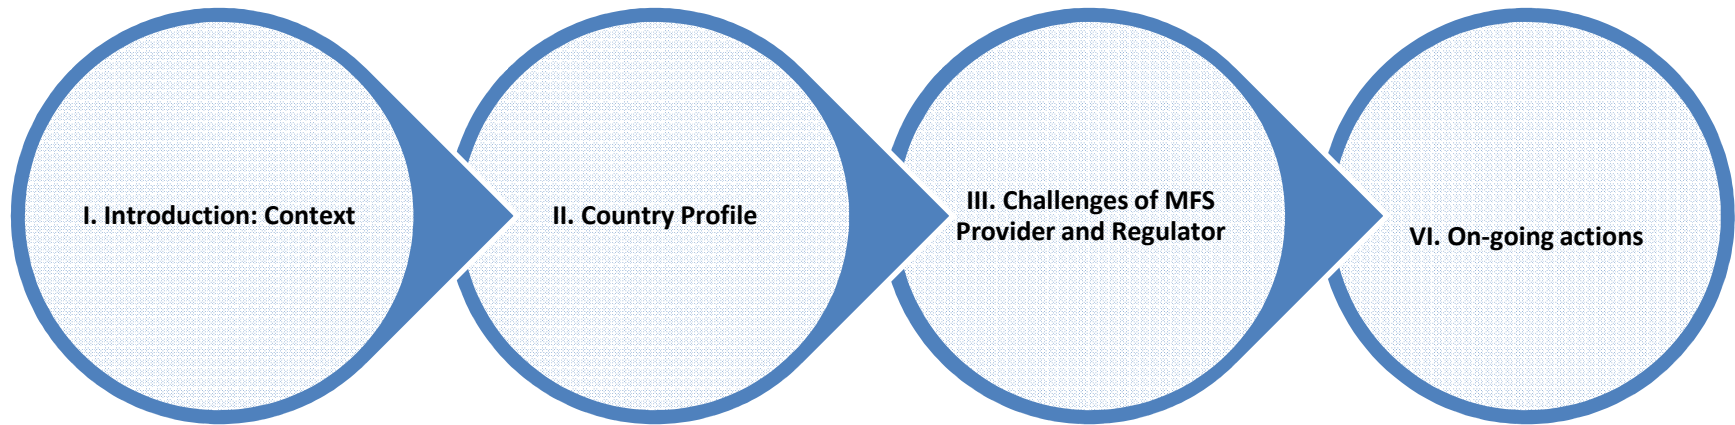 I. Introduction: Context
II. Country Profile
III. Challenges of MFS
Provider and Regulator
VI. On-going actions